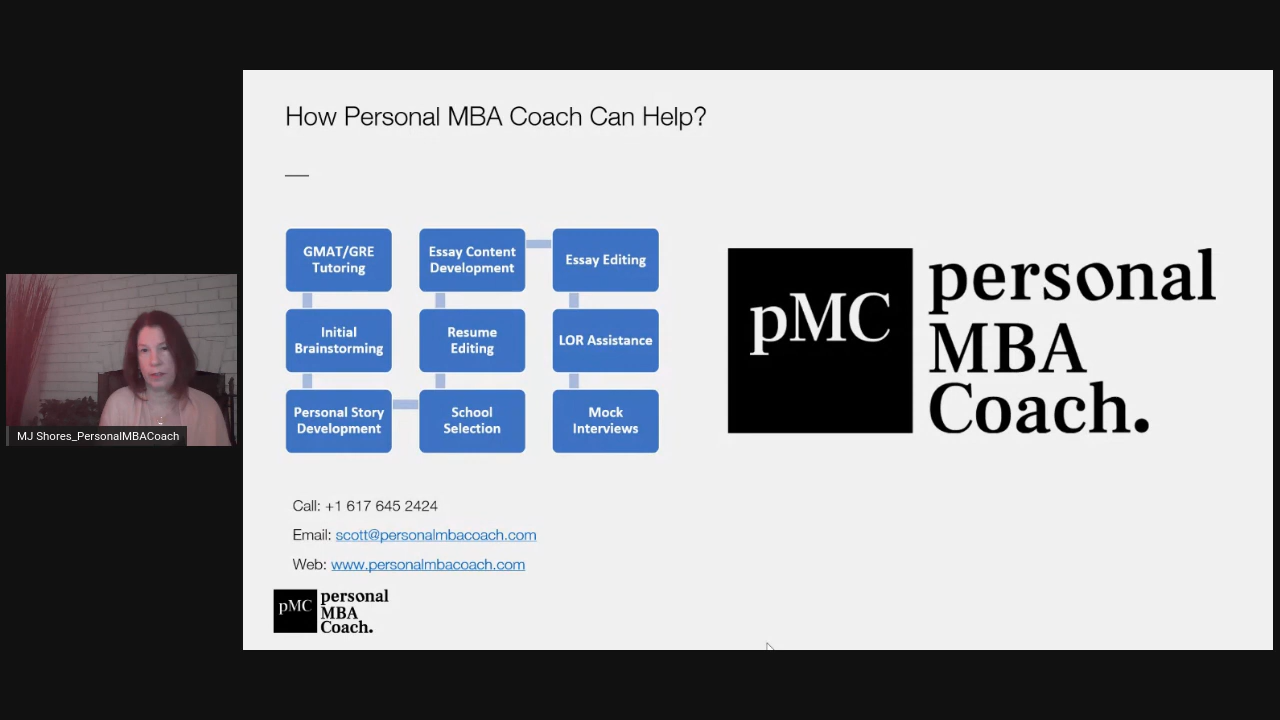 How Personal MBA Coach Can Help?
GMAT/GRE
Tutoring
Initial
Brainstorming
Personal Story
Development
School
Selection
Resume
Editing
Essay Content
Development
Essay Editing
LOR Assistance
Mock
Interviews
pMC
personal
MBA
Coach.
Call: +1 617 645 2424
Email: scott@personalmbacoach.com
Web: www.personalmbacoach.com
pMC
personal
MBA
Coach.
MJ Shores_PersonalMBACoach